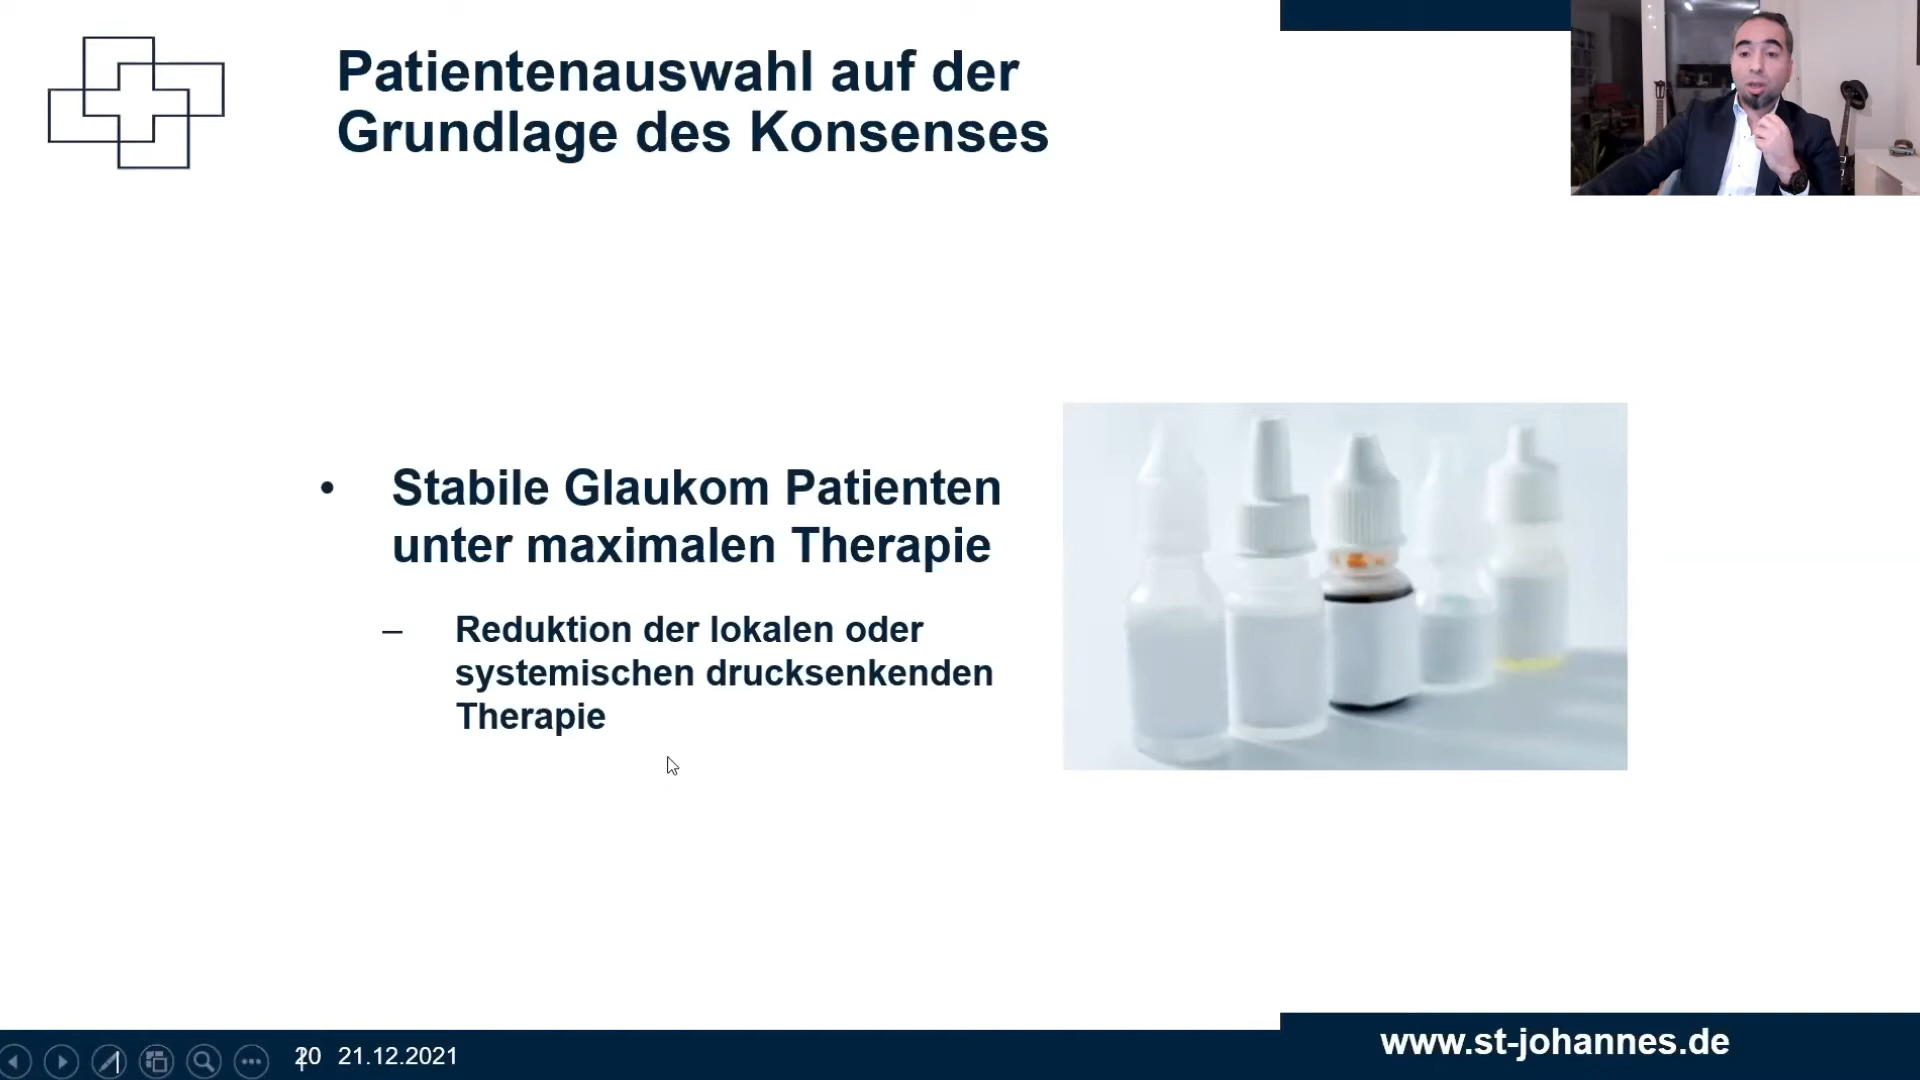 Patientenauswahl auf der
Grundlage des Konsenses
• Stabile Glaukom Patienten
unter maximalen Therapie
– Reduktion der lokalen oder
systemischen drucksenkenden
Therapie
20 21.12.2021
www.st-johannes.de